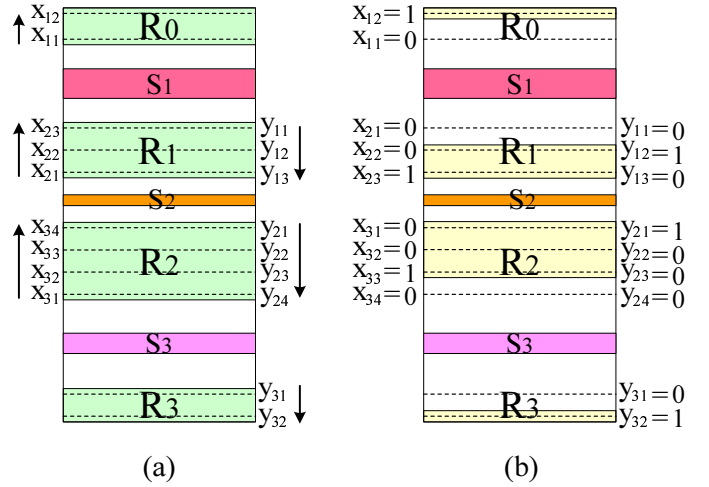 x₁₂
x₁₁
R₀
S₁
x₂₃
x₂₂
x₂₁
R₁
y₁₁
y₁₂
y₁₃
S₂
x₃₄
x₃₃
x₃₂
x₃₁
R₂
y₂₁
y₂₂
y₂₃
y₂₄
S₃
R₃
y₃₁
y₃₂
(a)
x₁₂=1
x₁₁=0
R₀
S₁
x₂₁=0
x₂₂=0
x₂₃=1
R₁
y₁₁=0
y₁₂=1
y₁₃=0
S₂
x₃₁=0
x₃₂=0
x₃₃=1
x₃₄=0
R₂
y₂₁=1
y₂₂=0
y₂₃=0
y₂₄=0
S₃
R₃
y₃₁=0
y₃₂=1
(b)